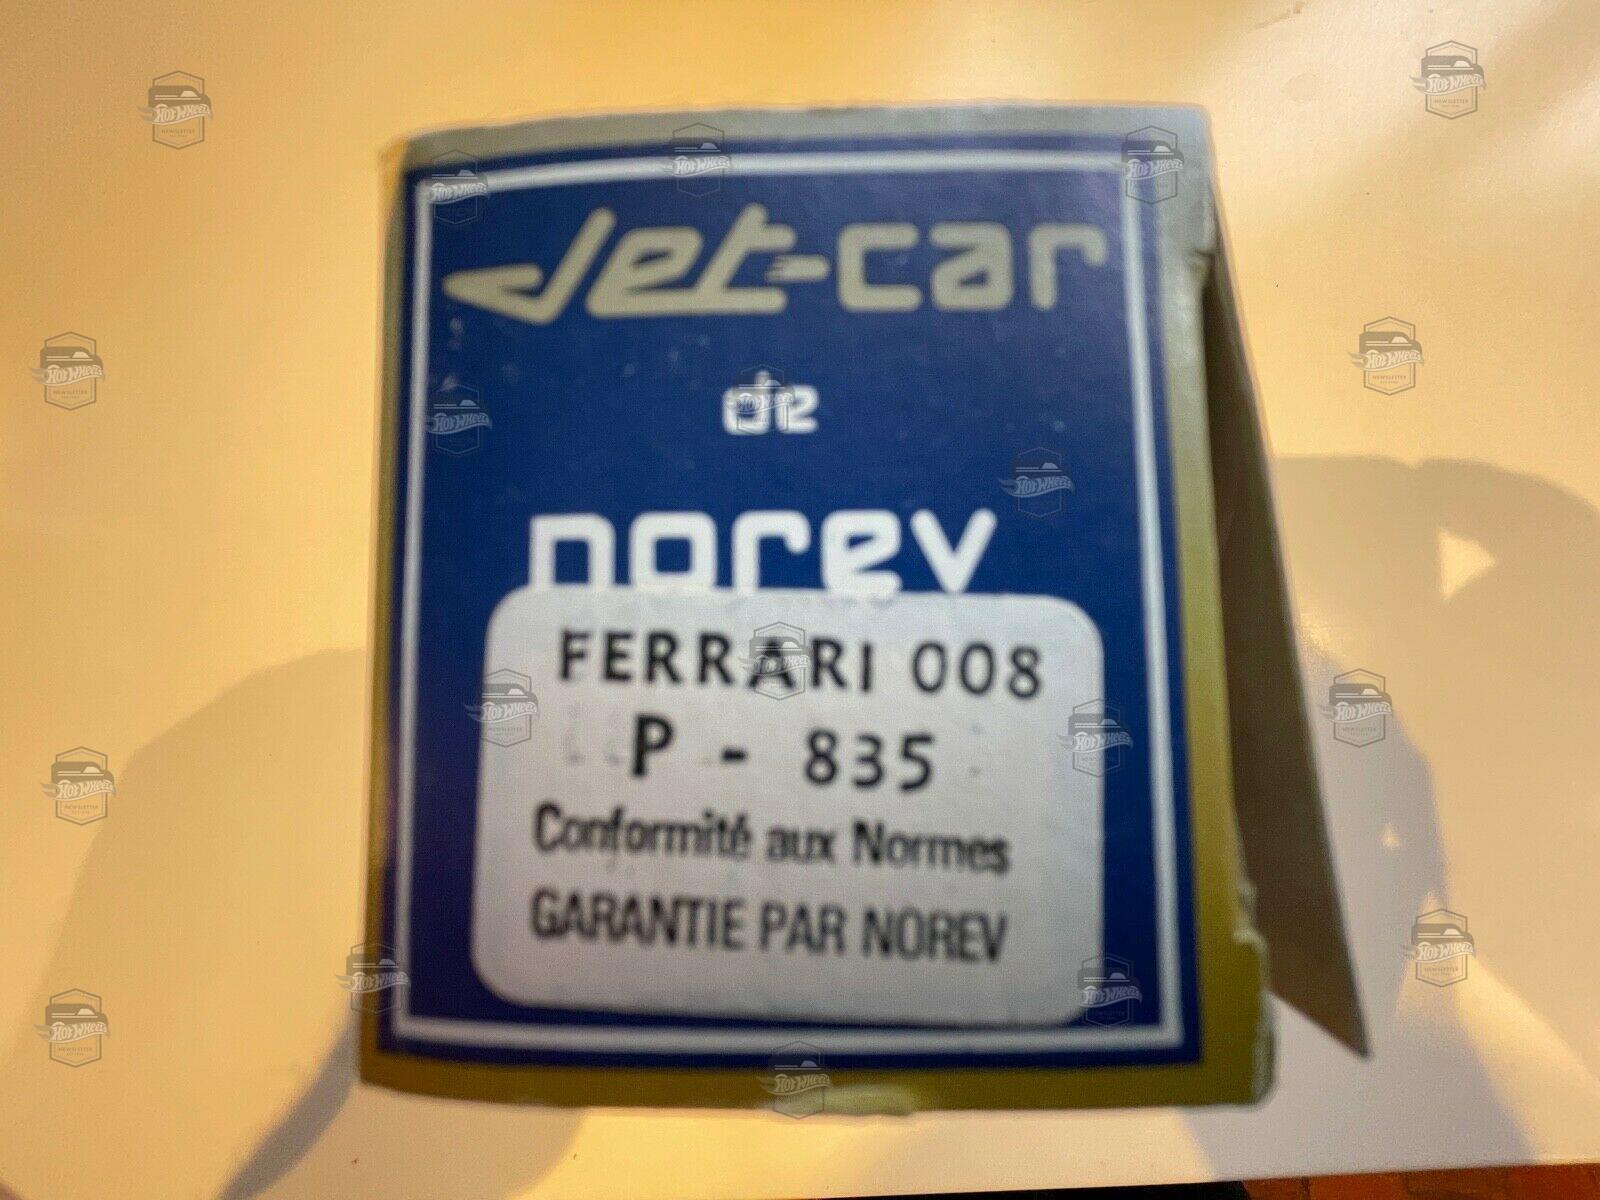 Jet-car
de
norev
FERRARI 008
P - 835
Conformité aux Normes
GARANTIE PAR NOREV